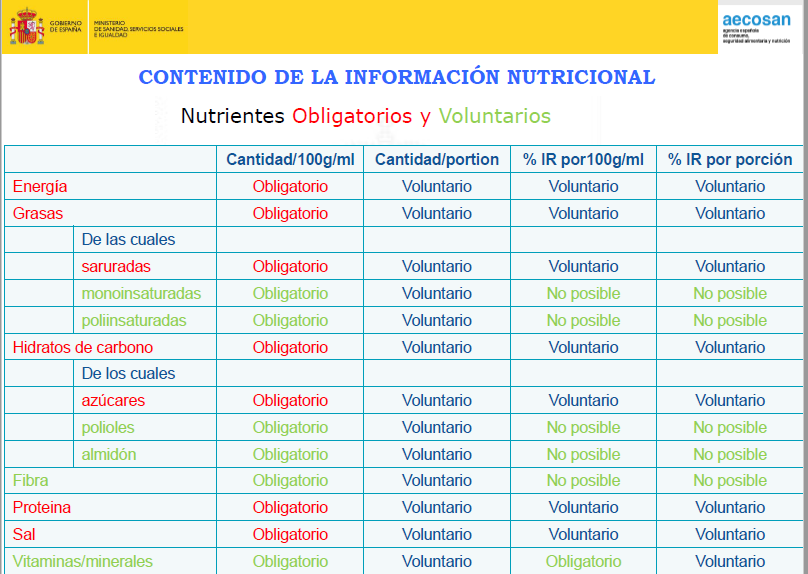 GOBIERNO
DE ESPAÑA
MINISTERIO
DE SANIDAD, SERVICIOS SOCIALES
E IGUALDAD
aecosan
agencia española
de consumo,
seguridad alimentaria y nutrición
CONTENIDO DE LA INFORMACIÓN NUTRICIONAL
Nutrientes Obligatorios y Voluntarios
Cantidad/100g/ml Cantidad/portion % IR por100g/ml % IR por porción
Energía Obligatorio Voluntario Voluntario Voluntario
Grasas Obligatorio Voluntario Voluntario Voluntario
De las cuales
saruradas Obligatorio Voluntario Voluntario Voluntario
monoinsaturadas Obligatorio Voluntario No posible No posible
poliinsaturadas Obligatorio Voluntario No posible No posible
Hidratos de carbono Obligatorio Voluntario Voluntario Voluntario
De los cuales
azúcares Obligatorio Voluntario Voluntario Voluntario
polioles Obligatorio Voluntario No posible No posible
almidón Obligatorio Voluntario No posible No posible
Fibra Obligatorio Voluntario No posible No posible
Proteina Obligatorio Voluntario Voluntario Voluntario
Sal Obligatorio Voluntario Voluntario Voluntario
Vitaminas/minerales Obligatorio Voluntario Obligatorio Voluntario